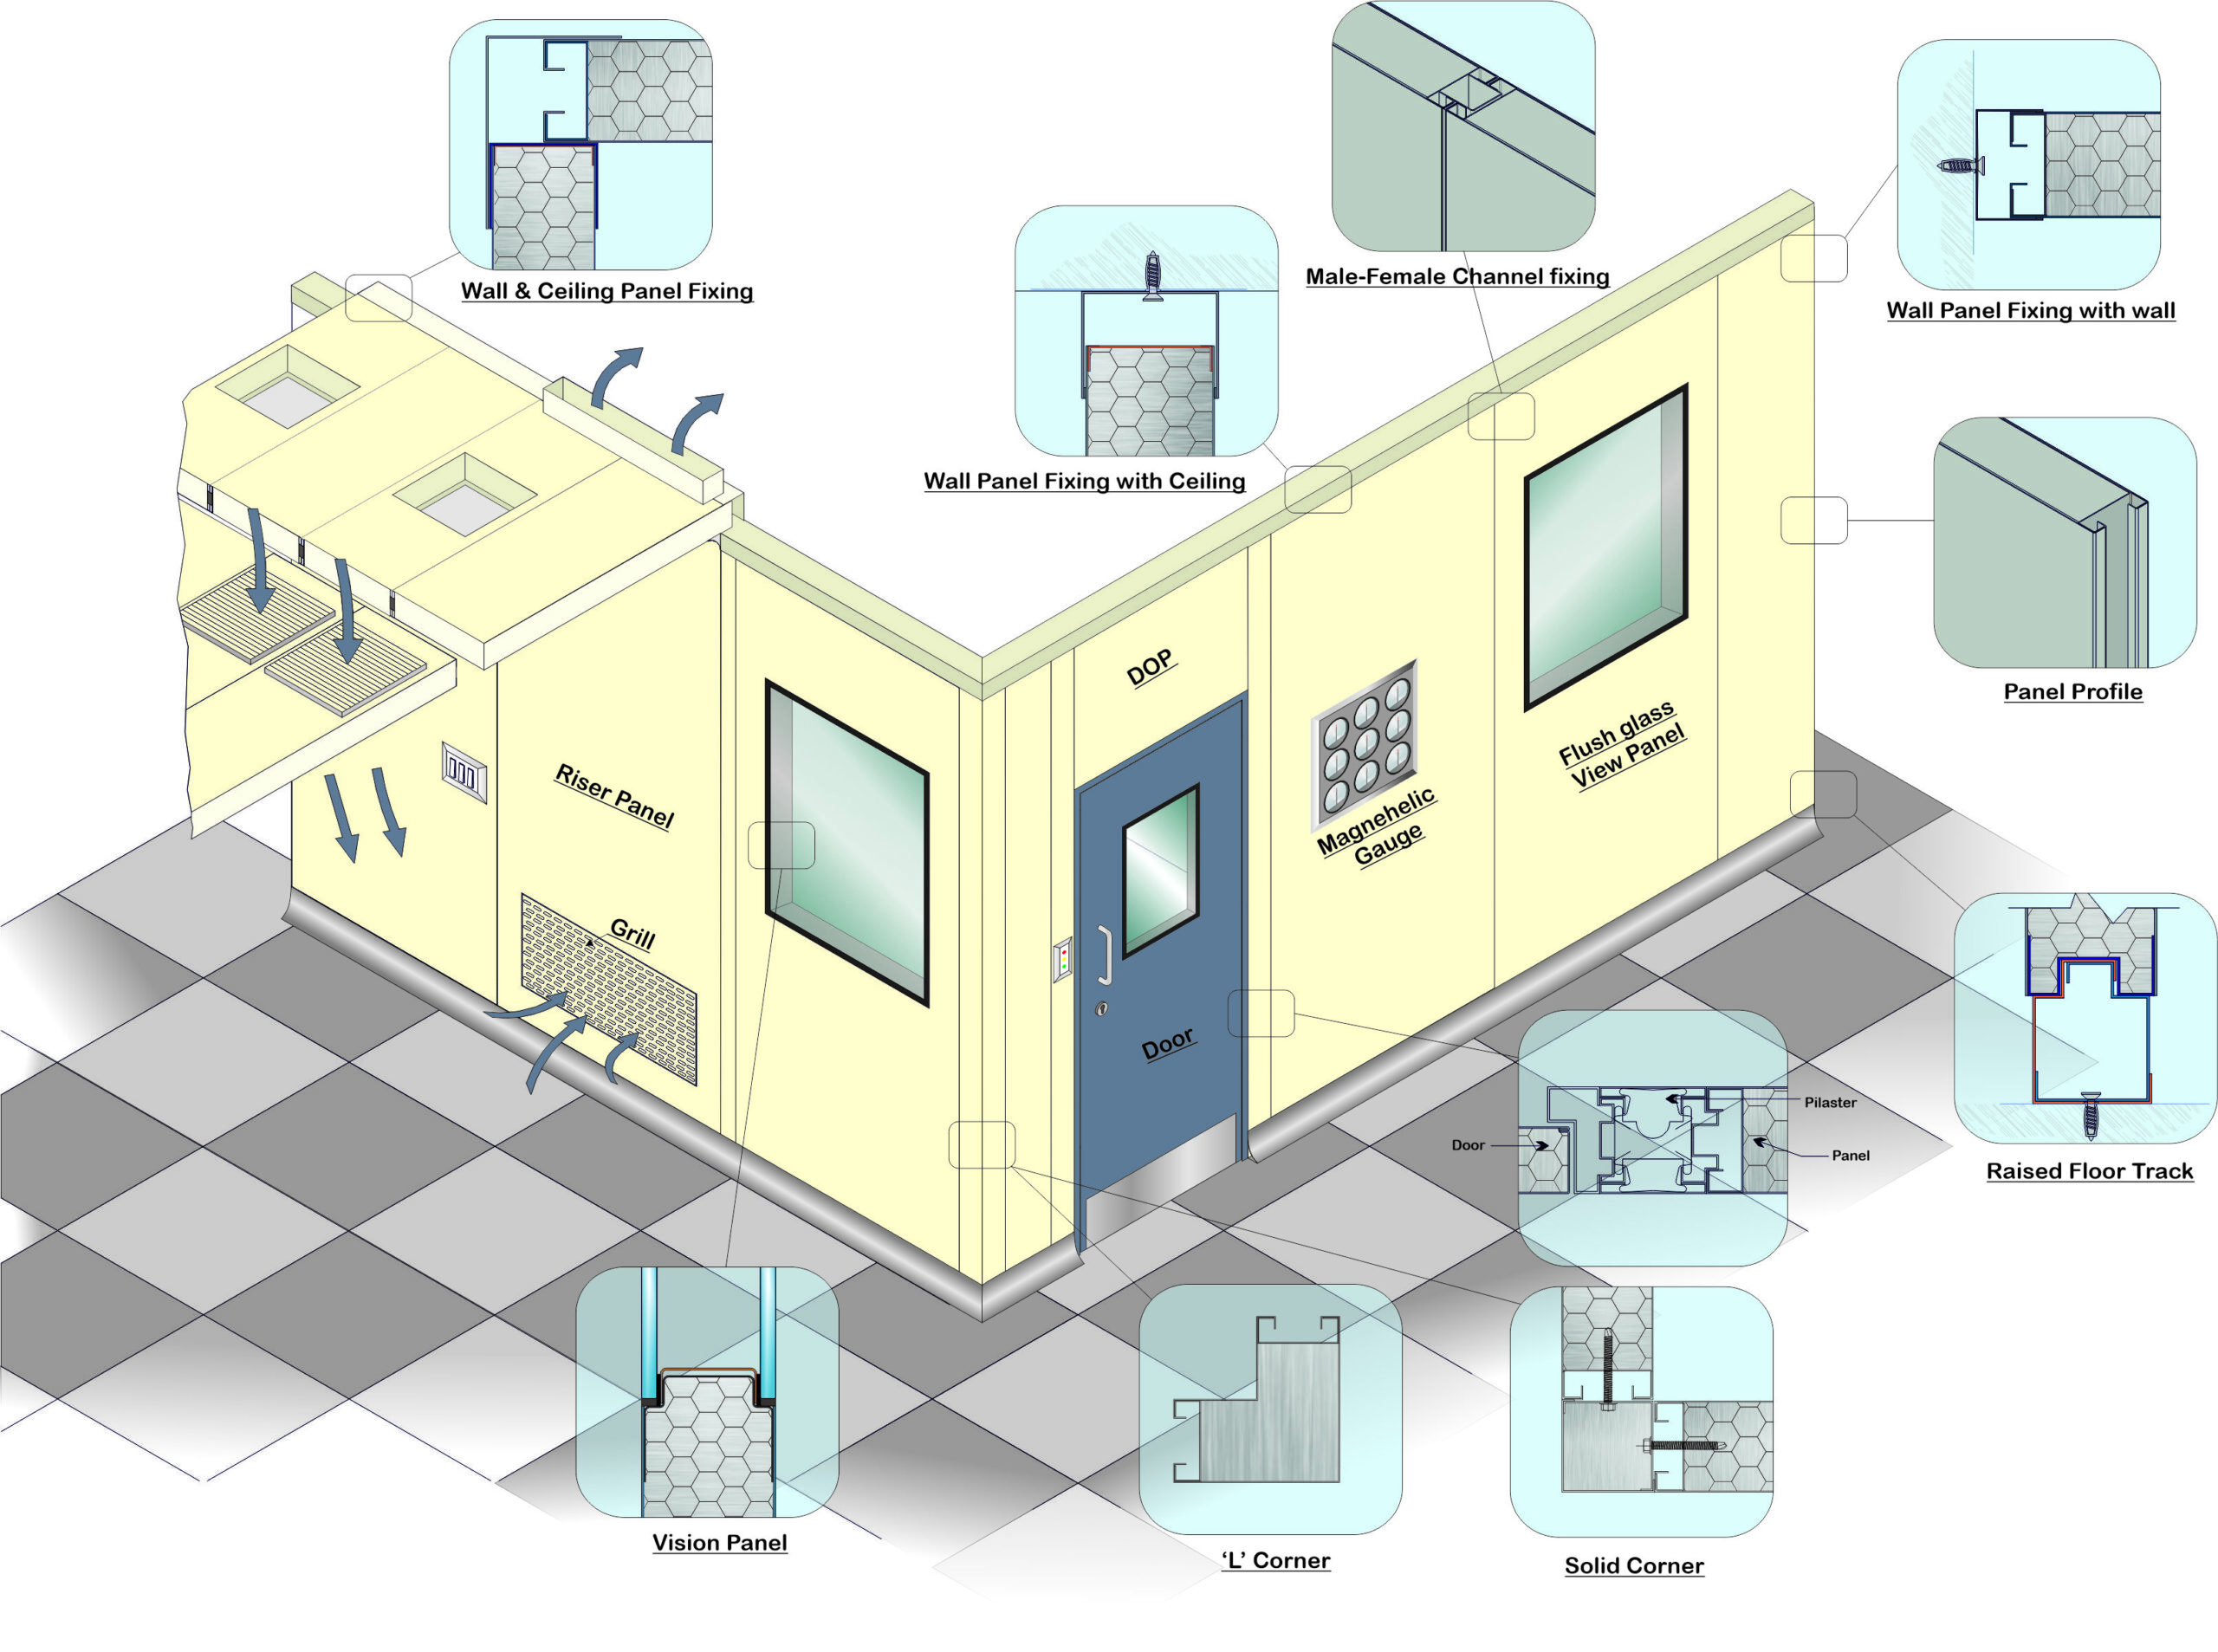 Wall & Ceiling Panel Fixing
Male-Female Channel fixing
Wall Panel Fixing with wall
Wall Panel Fixing with Ceiling
DOP
Panel Profile
Flush glass
View Panel
Riser Panel
Magnehelic
Gauge
Grill
Door
Pilaster
Door
Panel
Raised Floor Track
Vision Panel
‘L’ Corner
Solid Corner